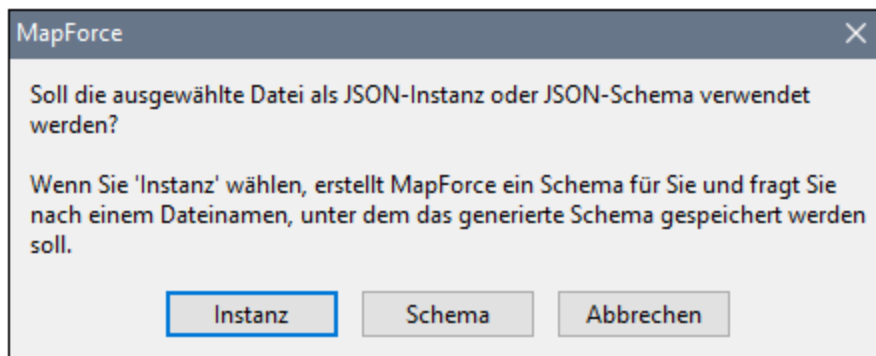 MapForce
Soll die ausgewählte Datei als JSON-Instanz oder JSON-Schema verwendet
werden?
Wenn Sie 'Instanz' wählen, erstellt MapForce ein Schema für Sie und fragt Sie
nach einem Dateinamen, unter dem das generierte Schema gespeichert werden
soll.
Instanz Schema Abbrechen